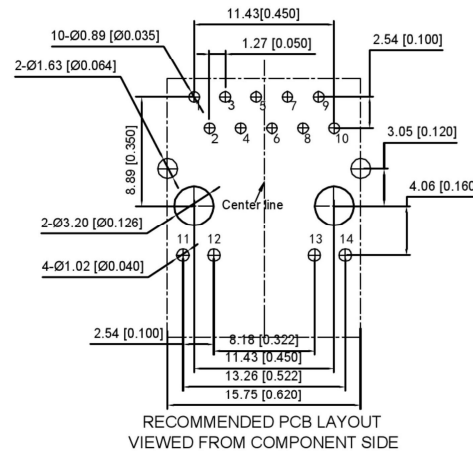 11.43[0.450]
10-Ø0.89 [Ø0.035]
1.27 [0.050]
2-Ø1.63 [Ø0.064]
2.54 [0.100]
1 3 5 7 9
2 4 6 8 10
3.05 [0.120]
8.89 [0.350]
4.06 [0.160
Center line
2-Ø3.20 [Ø0.126]
11 12 13 14
4-Ø1.02 [Ø0.040]
2.54 [0.100]
8.18 [0.322]
11.43 [0.450]
13.26 [0.522]
15.75 [0.620]
RECOMMENDED PCB LAYOUT
VIEWED FROM COMPONENT SIDE